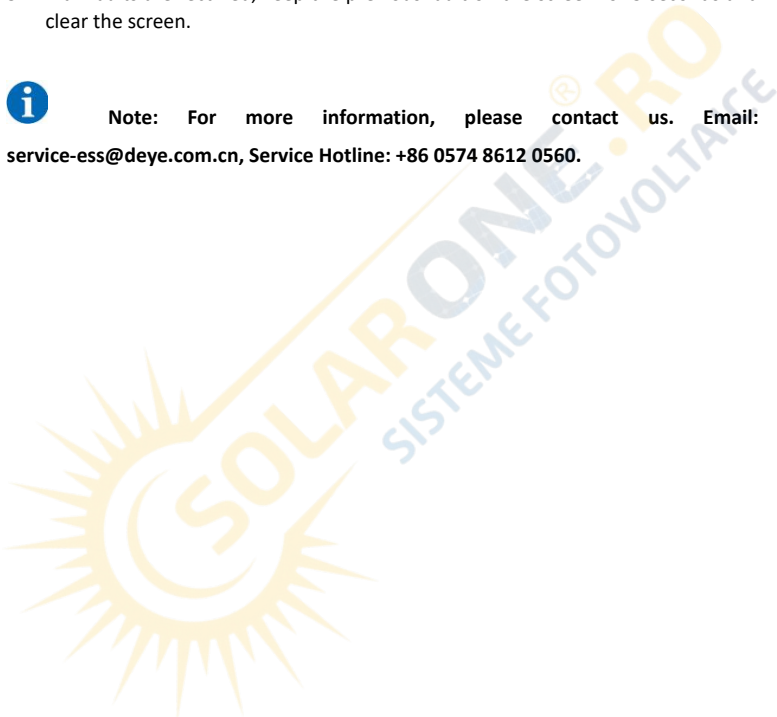 clear the screen.
Note: For more information, please contact us. Email:
service-ess@deye.com.cn, Service Hotline: +86 0574 8612 0560.
SOLARONE.RO®
SISTEME FOTOVOLTAICE